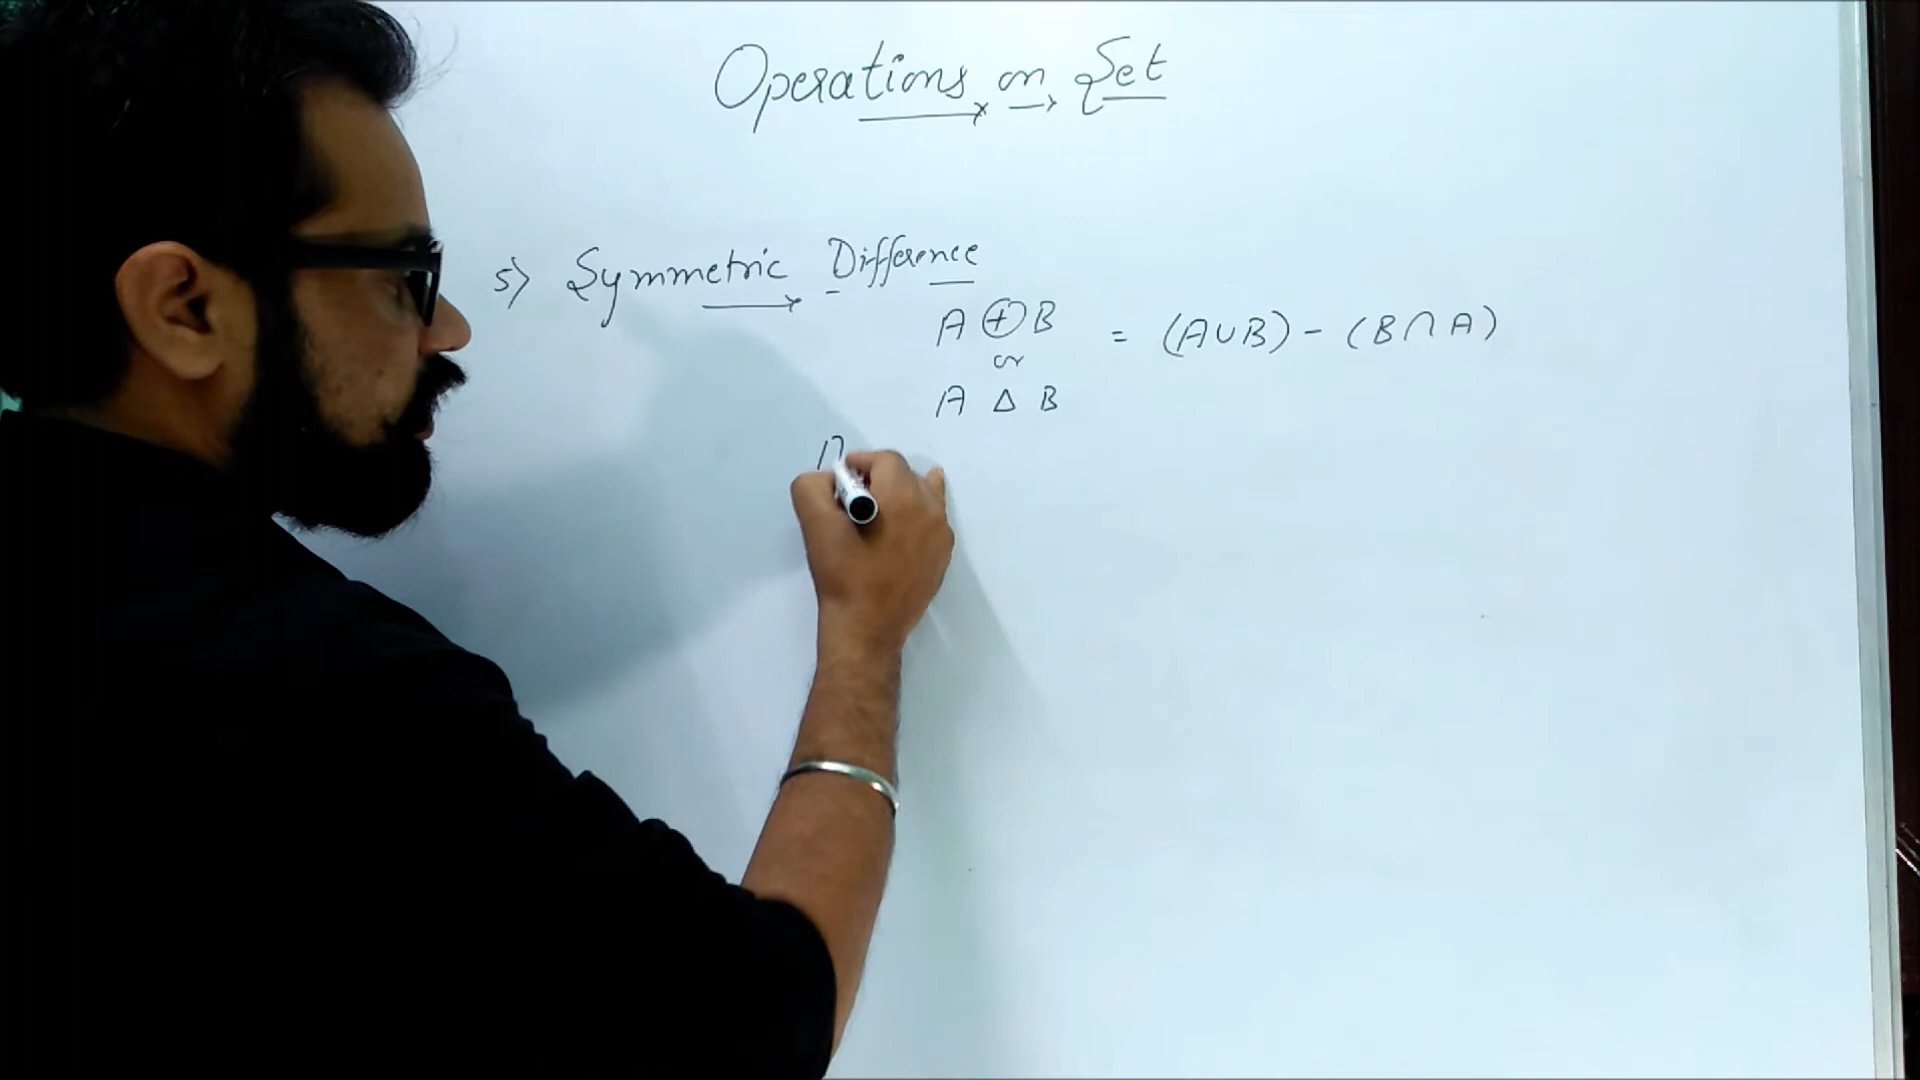 Operations on Set
5) Symmetric Difference
A ⊕ B = (A∪B) - (B∩A)
or
A Δ B